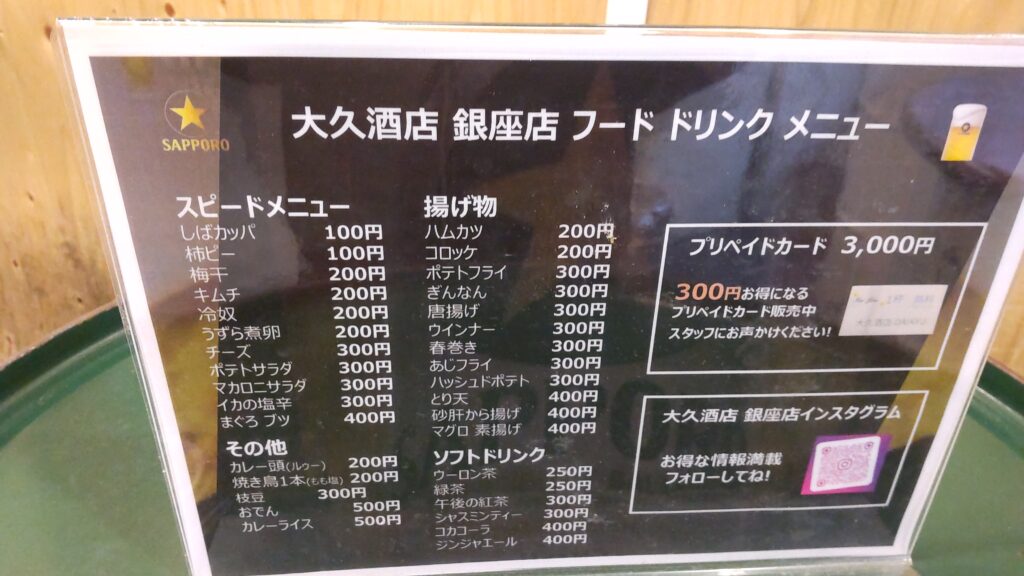 SAPPORO
大久酒店 銀座店 フード ドリンク メニュー
スピードメニュー
しばカッパ 100円
柿ピー 100円
梅干 200円
キムチ 200円
冷奴 200円
うずら煮卵 200円
チーズ 300円
ポテトサラダ 300円
マカロニサラダ 300円
イカの塩辛 300円
まぐろ ブツ 400円
その他
カレー頭(ルゥー) 200円
焼き鳥1本(もも塩) 200円
枝豆 300円
おでん 500円
カレーライス 500円
揚げ物
ハムカツ 200円
コロッケ 200円
ポテトフライ 300円
ぎんなん 300円
唐揚げ 300円
ウインナー 300円
春巻き 300円
あじフライ 300円
ハッシュドポテト 300円
とり天 400円
砂肝から揚げ 400円
マグロ 素揚げ 400円
ソフトドリンク
ウーロン茶 250円
緑茶 250円
午後の紅茶 300円
ジャスミンティー 300円
コカコーラ 400円
ジンジャエール 400円
プリペイドカード 3,000円
300円お得になる
プリペイドカード販売中
スタッフにお声かけください!
大久酒店 銀座店インスタグラム
お得な情報満載
フォローしてね!